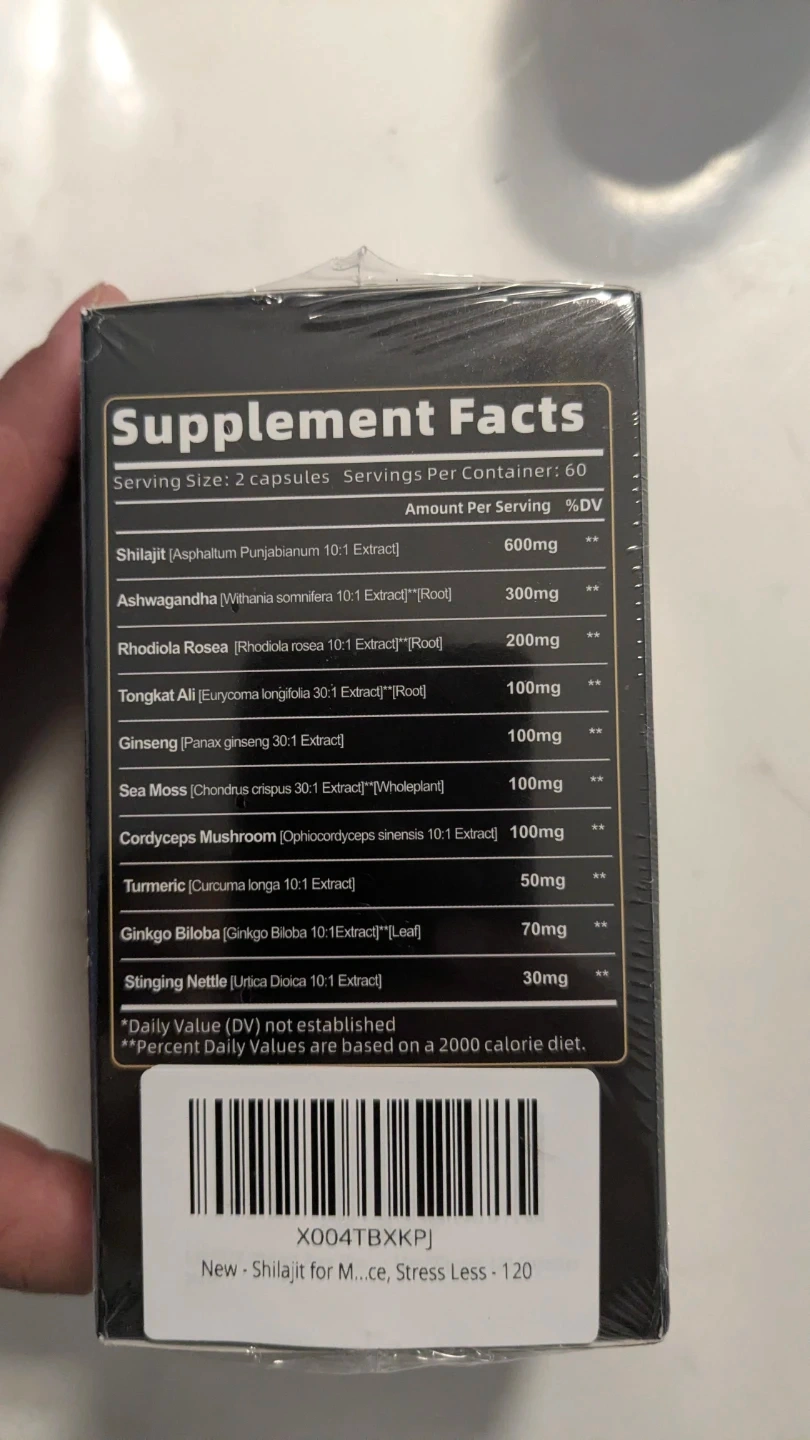 Supplement Facts
Serving Size: 2 capsules Servings Per Container: 60
Amount Per Serving %DV
Shilajit [Asphaltum Punjabianum 10:1 Extract] 600mg **
Ashwagandha [Withania somnifera 10:1 Extract]**[Root] 300mg **
Rhodiola Rosea [Rhodiola rosea 10:1 Extract]**[Root] 200mg **
Tongkat Ali [Eurycoma longifolia 30:1 Extract]**[Root] 100mg **
Ginseng [Panax ginseng 30:1 Extract] 100mg **
Sea Moss [Chondrus crispus 30:1 Extract]**[Wholeplant] 100mg **
Cordyceps Mushroom [Ophiocordyceps sinensis 10:1 Extract] 100mg **
Turmeric [Curcuma longa 10:1 Extract] 50mg **
Ginkgo Biloba [Ginkgo Biloba 10:1Extract]**[Leaf] 70mg **
Stinging Nettle [Urtica Dioica 10:1 Extract] 30mg **
*Daily Value (DV) not established
**Percent Daily Values are based on a 2000 calorie diet.
X004TBXKPJ
New - Shilajit for M...ce, Stress Less - 120